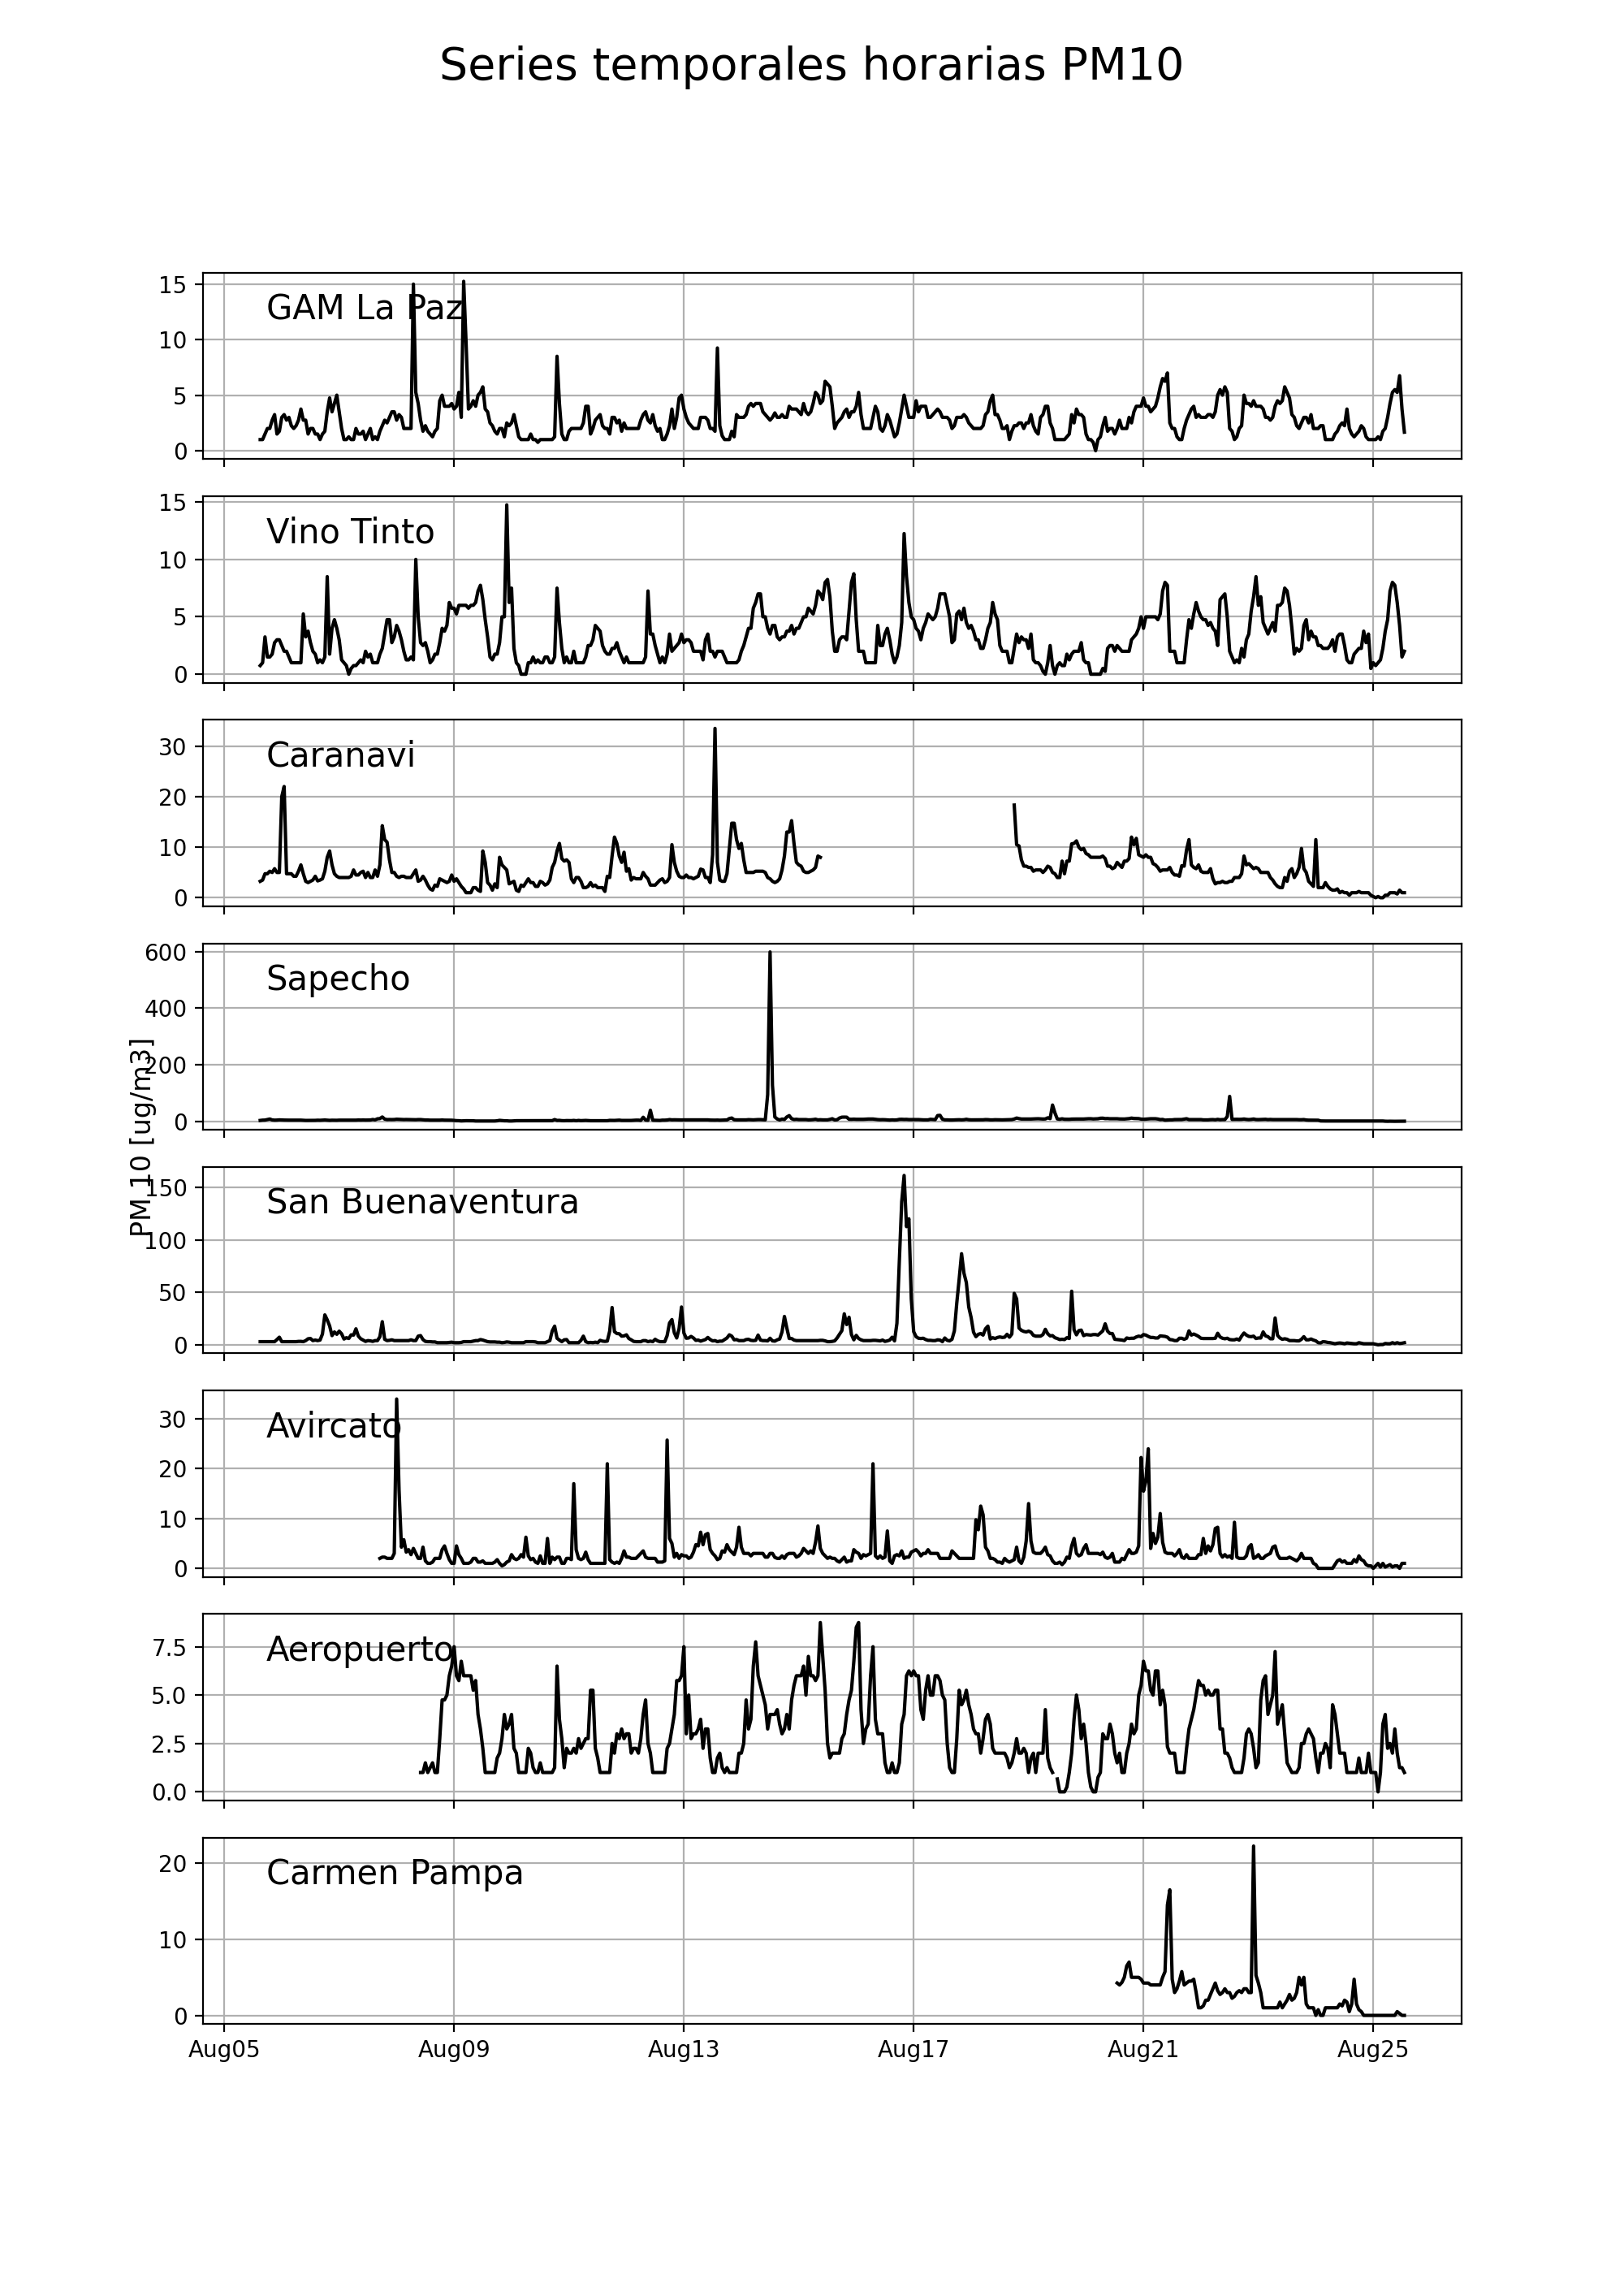 Series temporales horarias PM10
15
10
5
0
GAM La Paz
15
10
5
0
Vino Tinto
30
20
10
0
Caranavi
600
400
200
0
Sapecho
PM 10 [ug/m3]
150
100
50
0
San Buenaventura
30
20
10
0
Avircato
7.5
5.0
2.5
0.0
Aeropuerto
20
10
0
Carmen Pampa
Aug05 Aug09 Aug13 Aug17 Aug21 Aug25